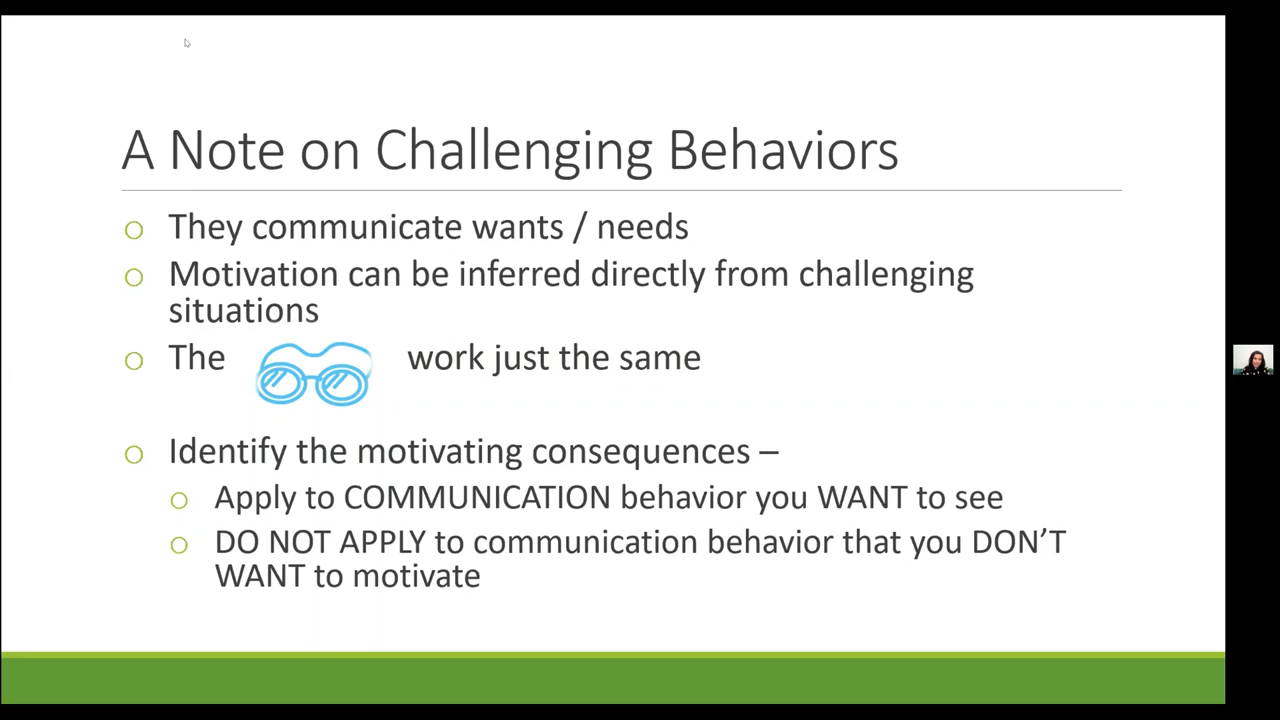 A Note on Challenging Behaviors
They communicate wants / needs
Motivation can be inferred directly from challenging
situations
The work just the same
Identify the motivating consequences –
Apply to COMMUNICATION behavior you WANT to see
DO NOT APPLY to communication behavior that you DON’T
WANT to motivate